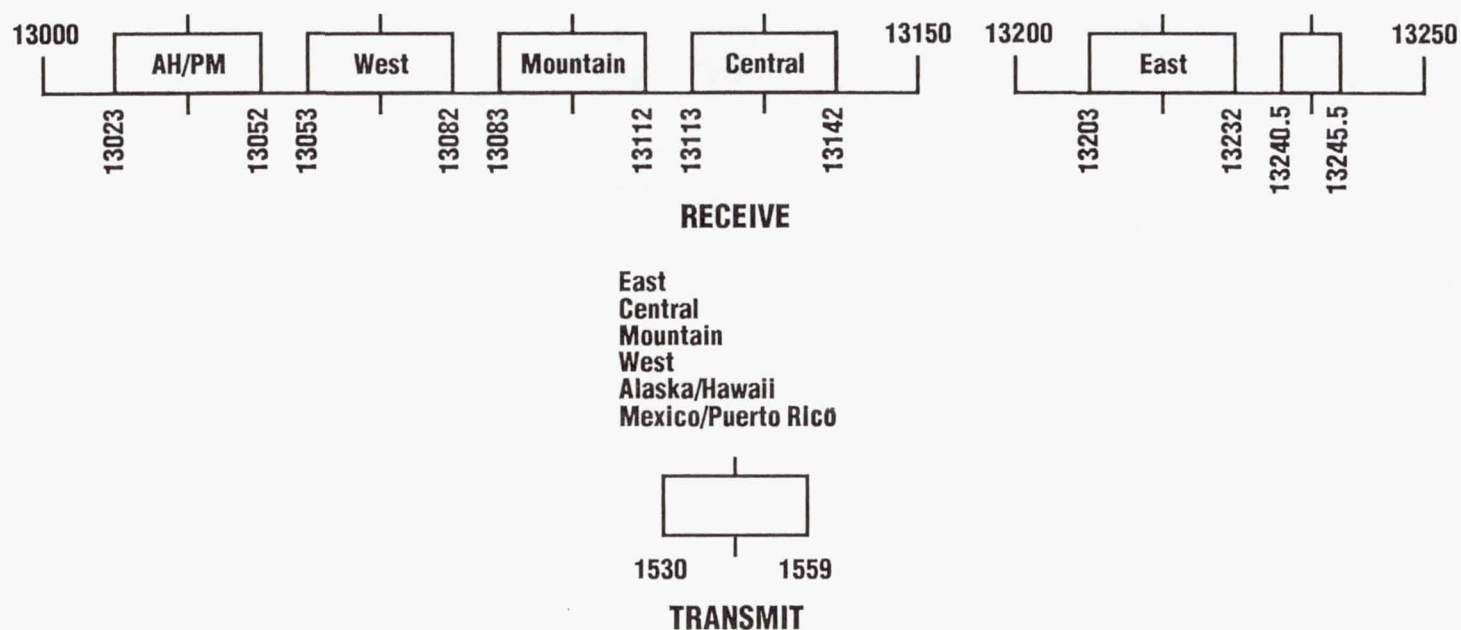 13000 13150 13200 13250
AH/PM West Mountain Central East
13023 13052 13053 13082 13083 13112 13113 13142 13203 13232 13240.5 13245.5
RECEIVE
East
Central
Mountain
West
Alaska/Hawaii
Mexico/Puerto Rico
1530 1559
TRANSMIT